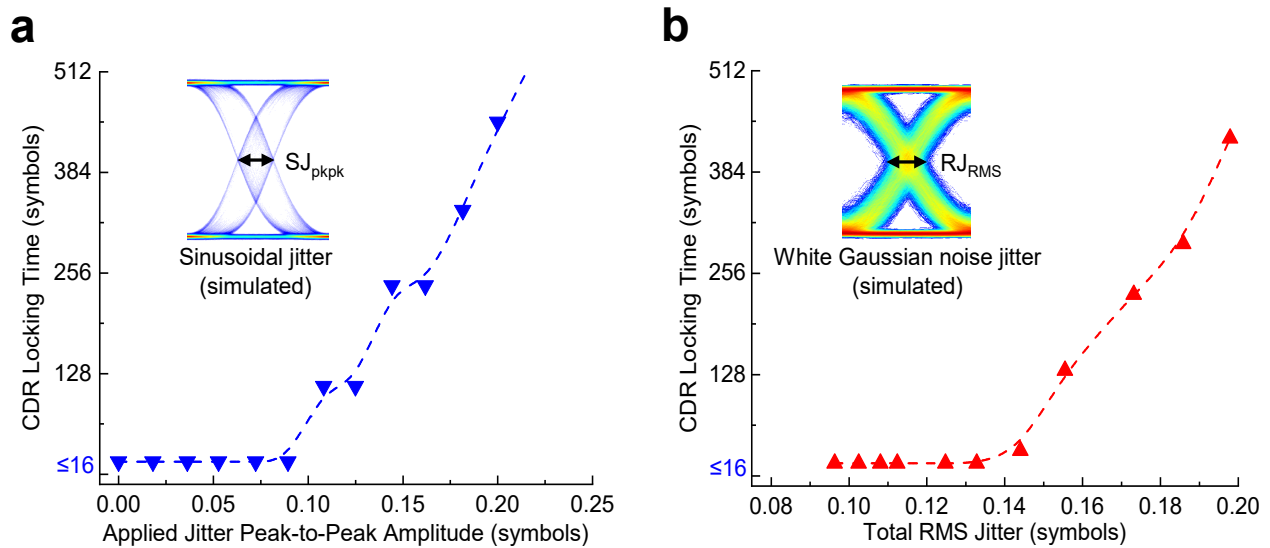 a
CDR Locking Time (symbols)
512
384
256
128
≤16
SJpkpk
Sinusoidal jitter
(simulated)
0.00 0.05 0.10 0.15 0.20 0.25
Applied Jitter Peak-to-Peak Amplitude (symbols)
b
CDR Locking Time (symbols)
512
384
256
128
≤16
RJRMS
White Gaussian noise jitter
(simulated)
0.08 0.10 0.12 0.14 0.16 0.18 0.20
Total RMS Jitter (symbols)